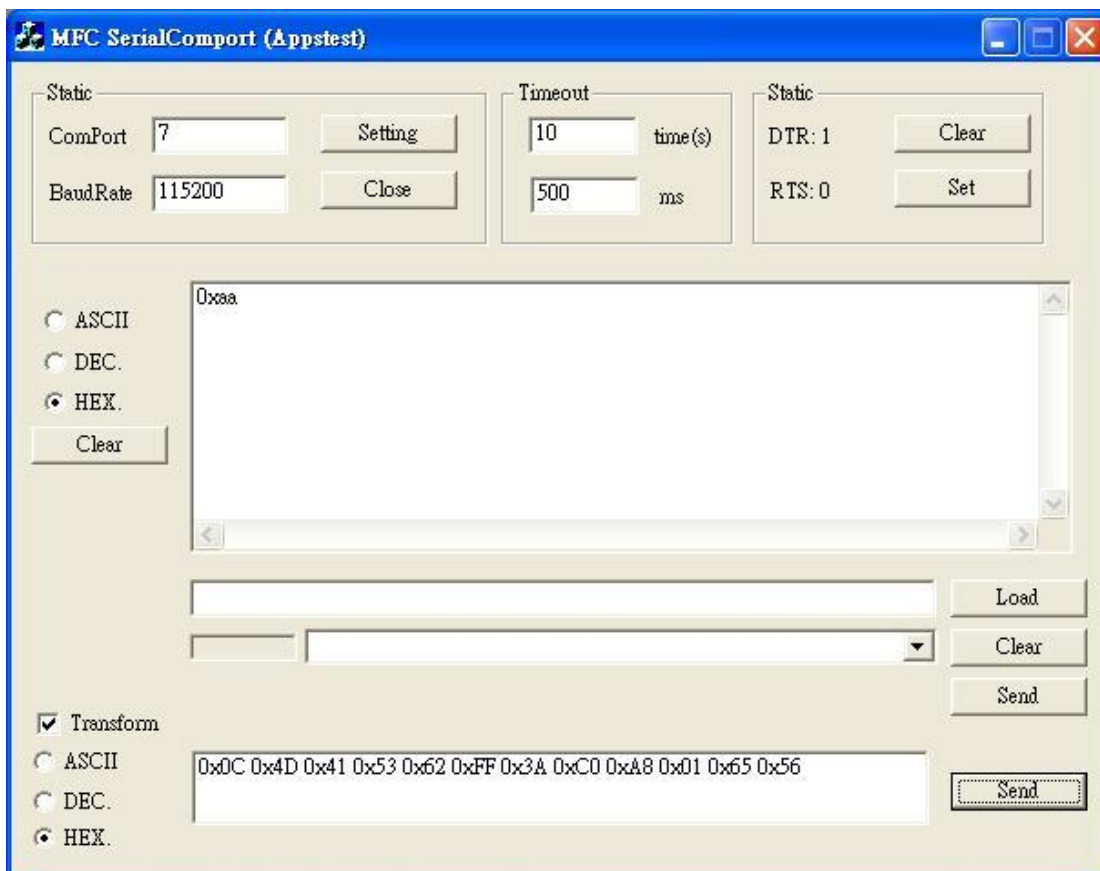 MFC SerialComport (Appstest)
Static
ComPort 7 Setting
BaudRate 115200 Close
Timeout
10 time(s)
500 ms
Static
DTR: 1 Clear
RTS: 0 Set
ASCII
DEC.
HEX.
Clear
0xaa
Load
Clear
Send
Transform
ASCII
DEC.
HEX.
0x0C 0x4D 0x41 0x53 0x62 0xFF 0x3A 0xC0 0xA8 0x01 0x65 0x56
Send